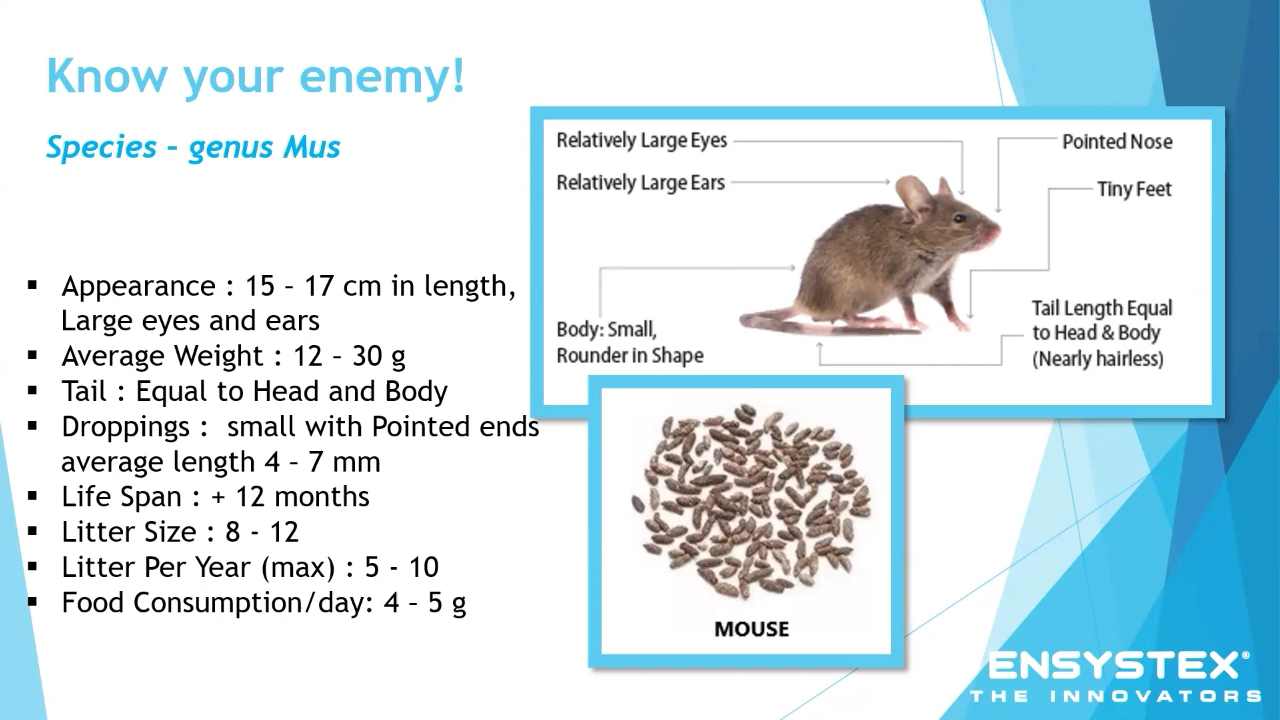 Know your enemy!
Species – genus Mus
▪ Appearance : 15 – 17 cm in length,
Large eyes and ears
▪ Average Weight : 12 – 30 g
▪ Tail : Equal to Head and Body
▪ Droppings :  small with Pointed ends
average length 4 – 7 mm
▪ Life Span : + 12 months
▪ Litter Size : 8 - 12
▪ Litter Per Year (max) : 5 - 10
▪ Food Consumption/day: 4 – 5 g
Relatively Large Eyes
Relatively Large Ears
Body: Small,
Rounder in Shape
Pointed Nose
Tiny Feet
Tail Length Equal
to Head & Body
(Nearly hairless)
MOUSE
ENSYSTEX®
THE INNOVATORS